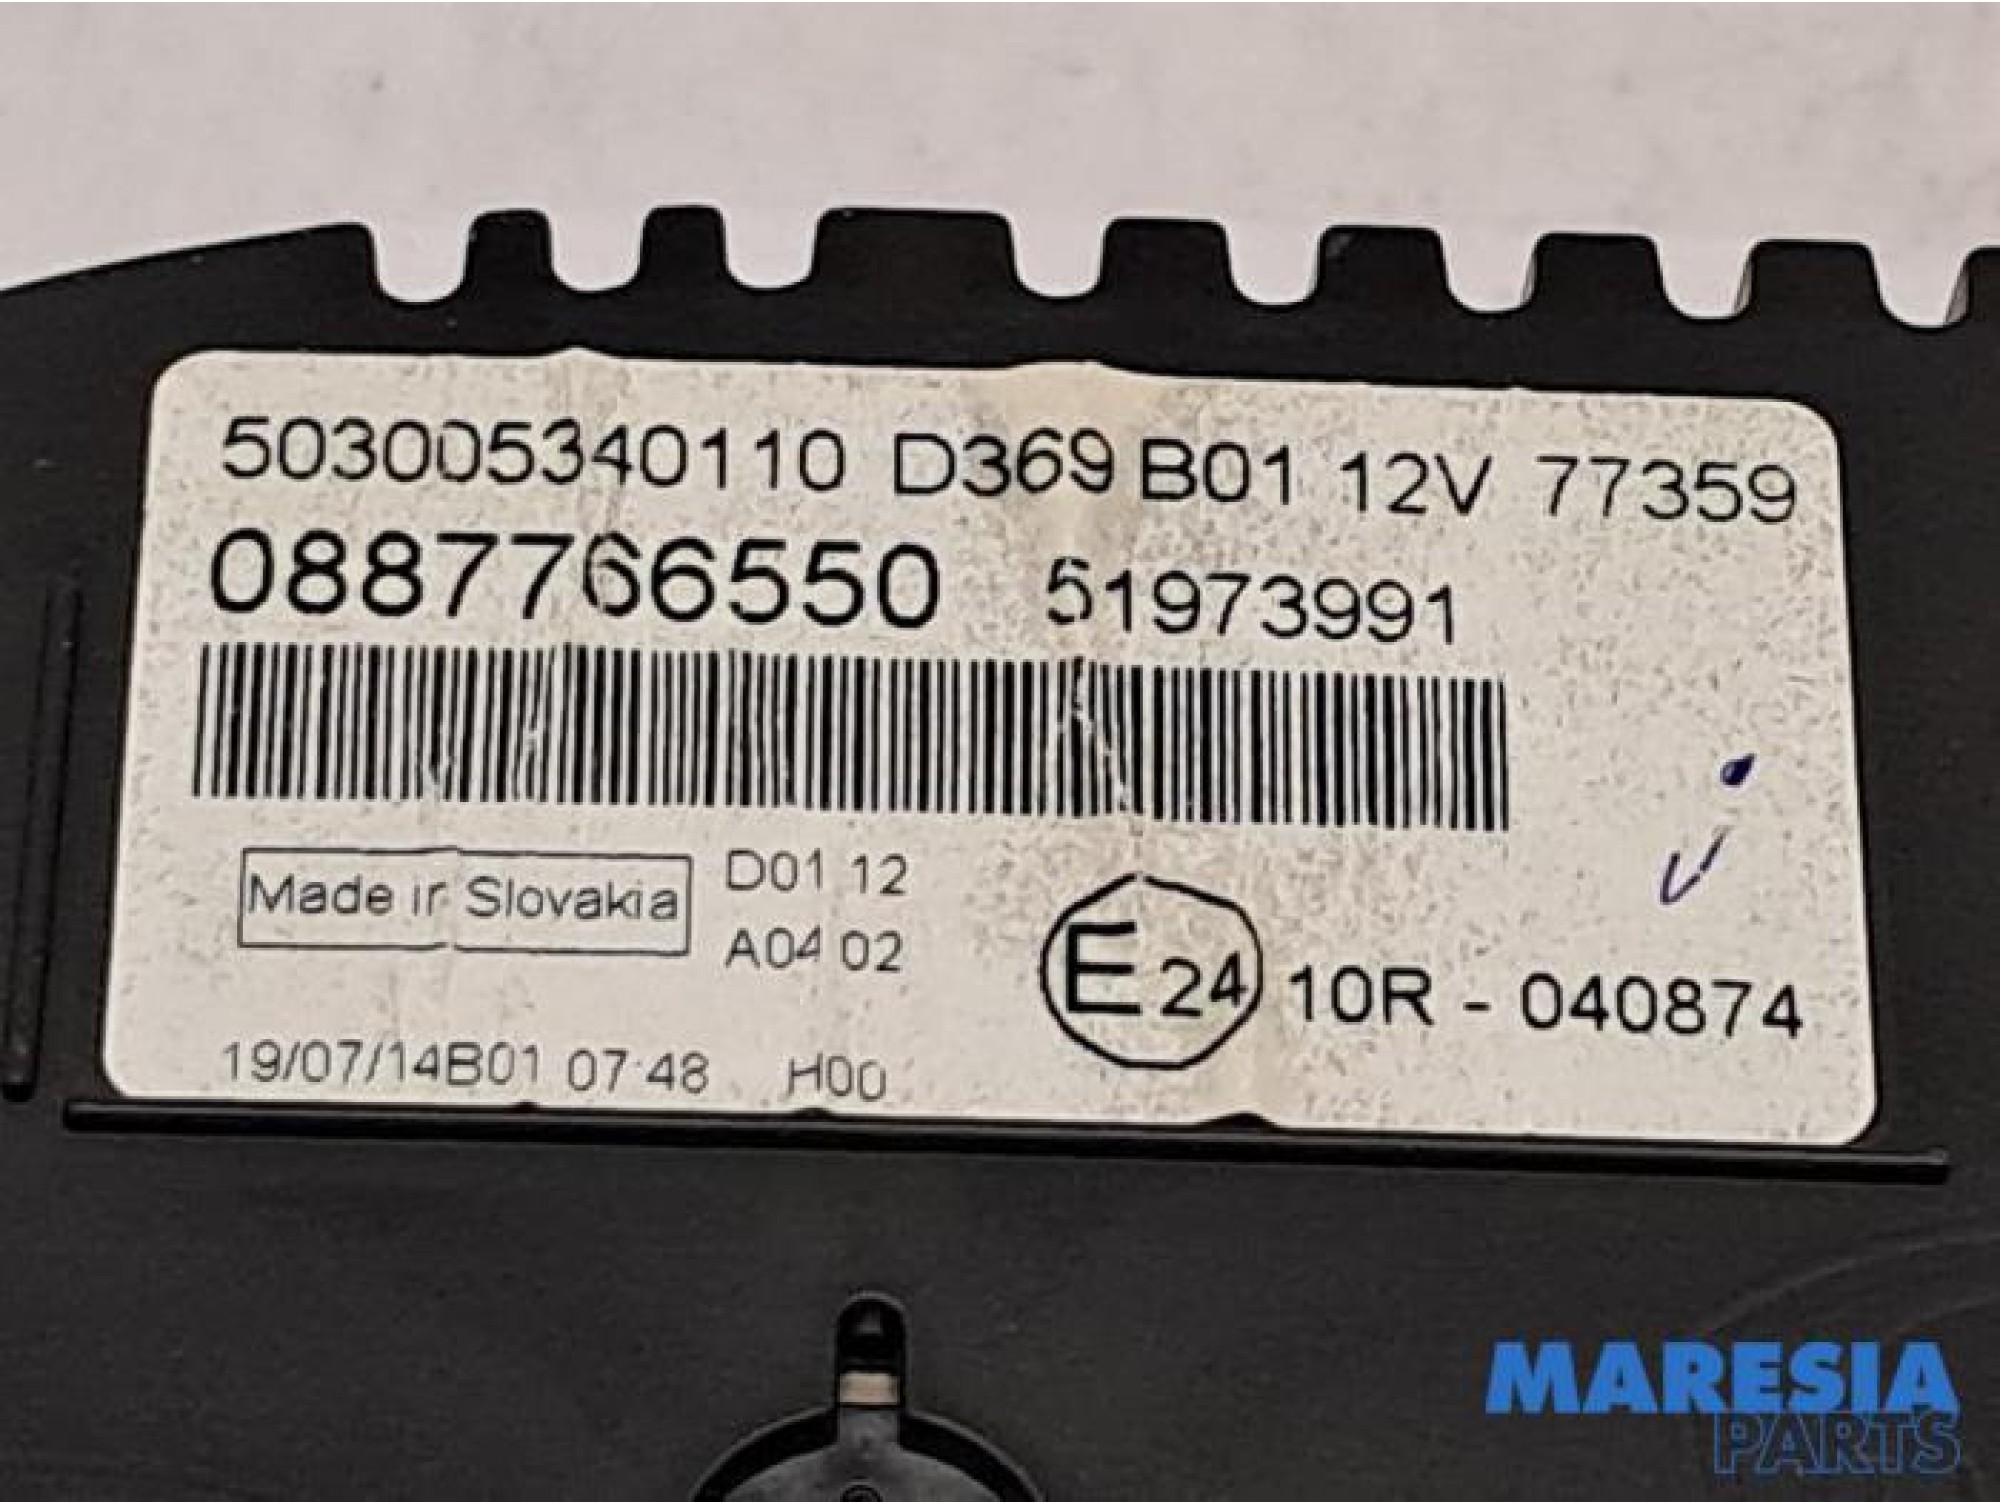 503005340110 D369 B01 12V 77359
0887766550 51973991
Made in Slovakia
D01 12
A04 02
E 24 10R - 040874
19/07/14B01 07:48 H00
MARESIA
PARTS